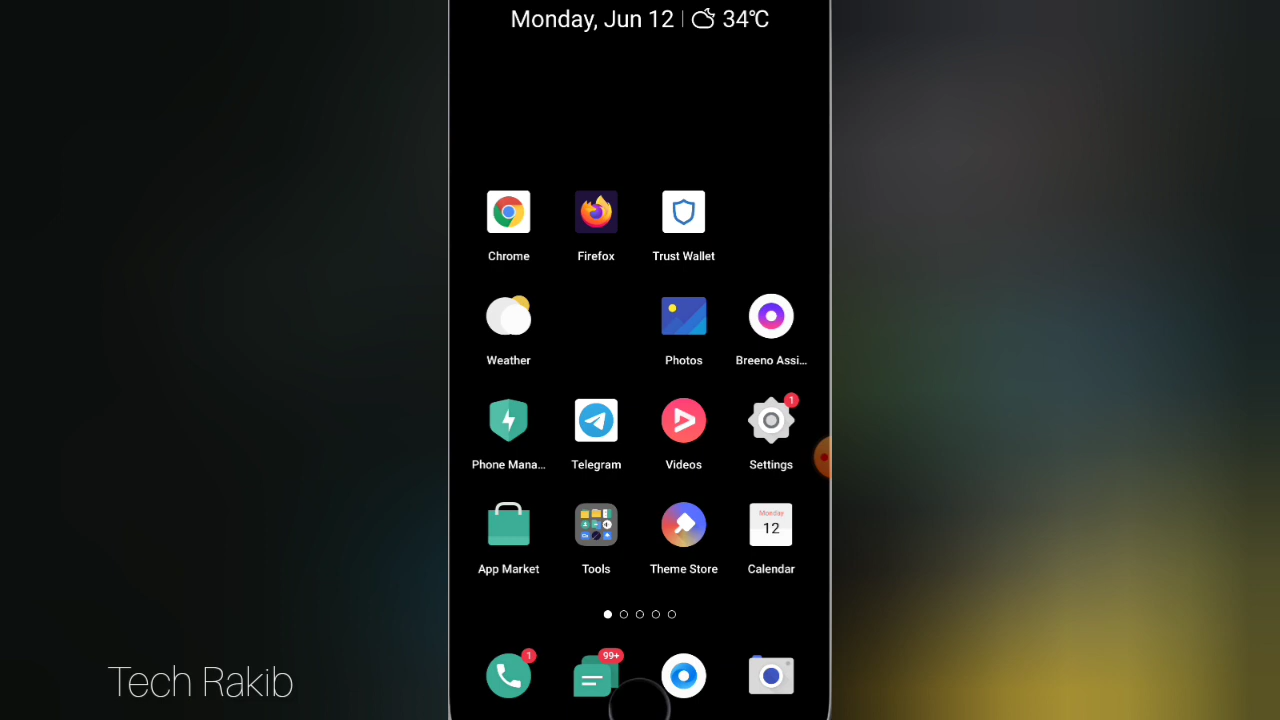 Monday, Jun 12 | 34°C
Chrome Firefox Trust Wallet
Weather Photos Breeno Assi...
1
Phone Mana... Telegram Videos Settings
Monday
12
App Market Tools Theme Store Calendar
1 99+
Tech Rakib